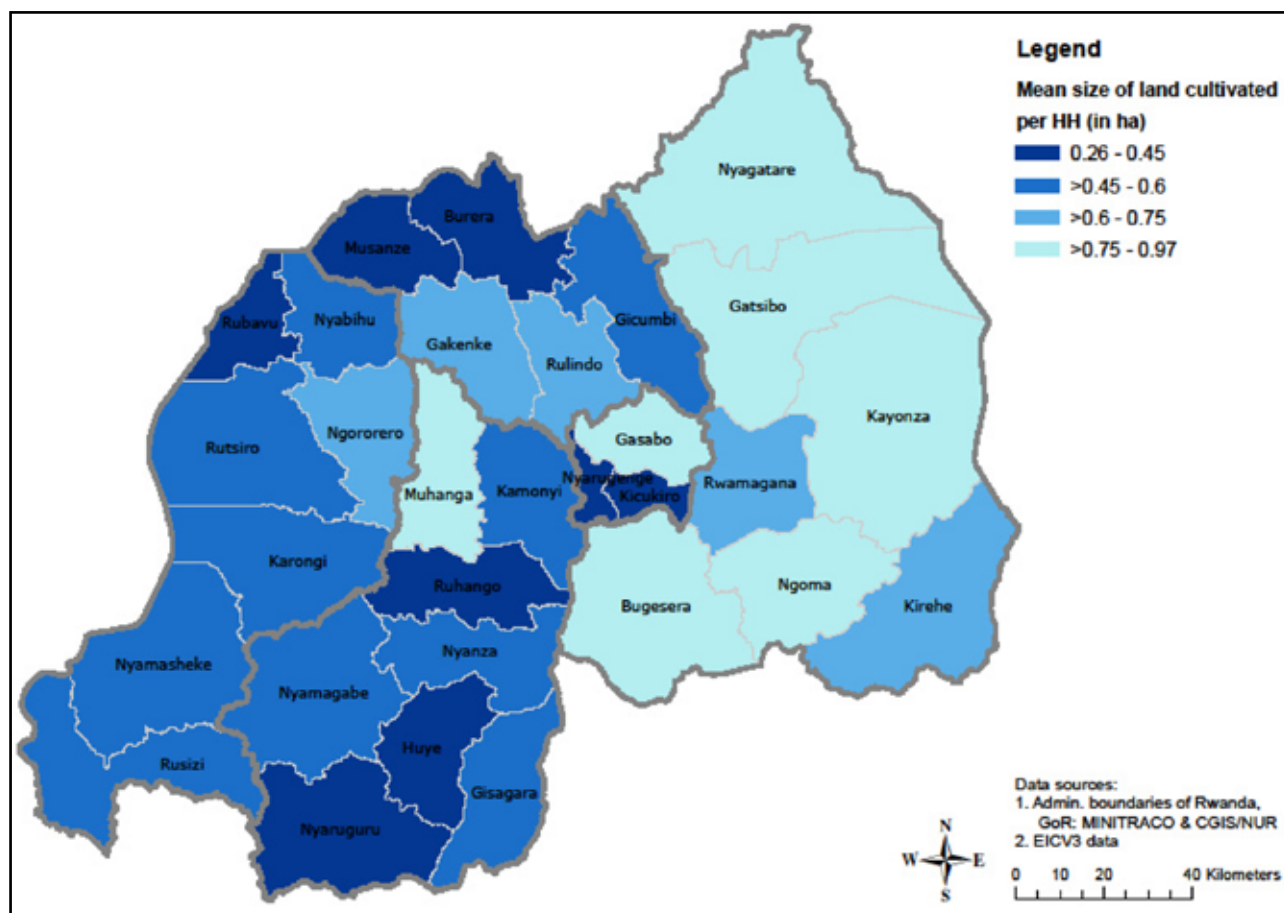 Legend
Mean size of land cultivated
per HH (in ha)
0.26 - 0.45
>0.45 - 0.6
>0.6 - 0.75
>0.75 - 0.97
Nyagatare
Burera
Musanze
Gatsibo
Rubavu
Nyabihu
Gicumbi
Gakenke
Rulindo
Kayonza
Ngororero
Gasabo
Rutsiro
Nyarugenge
Kicukiro
Rwamagana
Muhanga
Kamonyi
Karongi
Ruhango
Ngoma
Bugesera
Kirehe
Nyanza
Nyamasheke
Nyamagabe
Huye
Rusizi
Gisagara
Nyaruguru
Data sources:
1. Admin. boundaries of Rwanda,
GoR: MINITRACO & CGIS/NUR
2. EICV3 data
N
W E
S
0 10 20 40 Kilometers